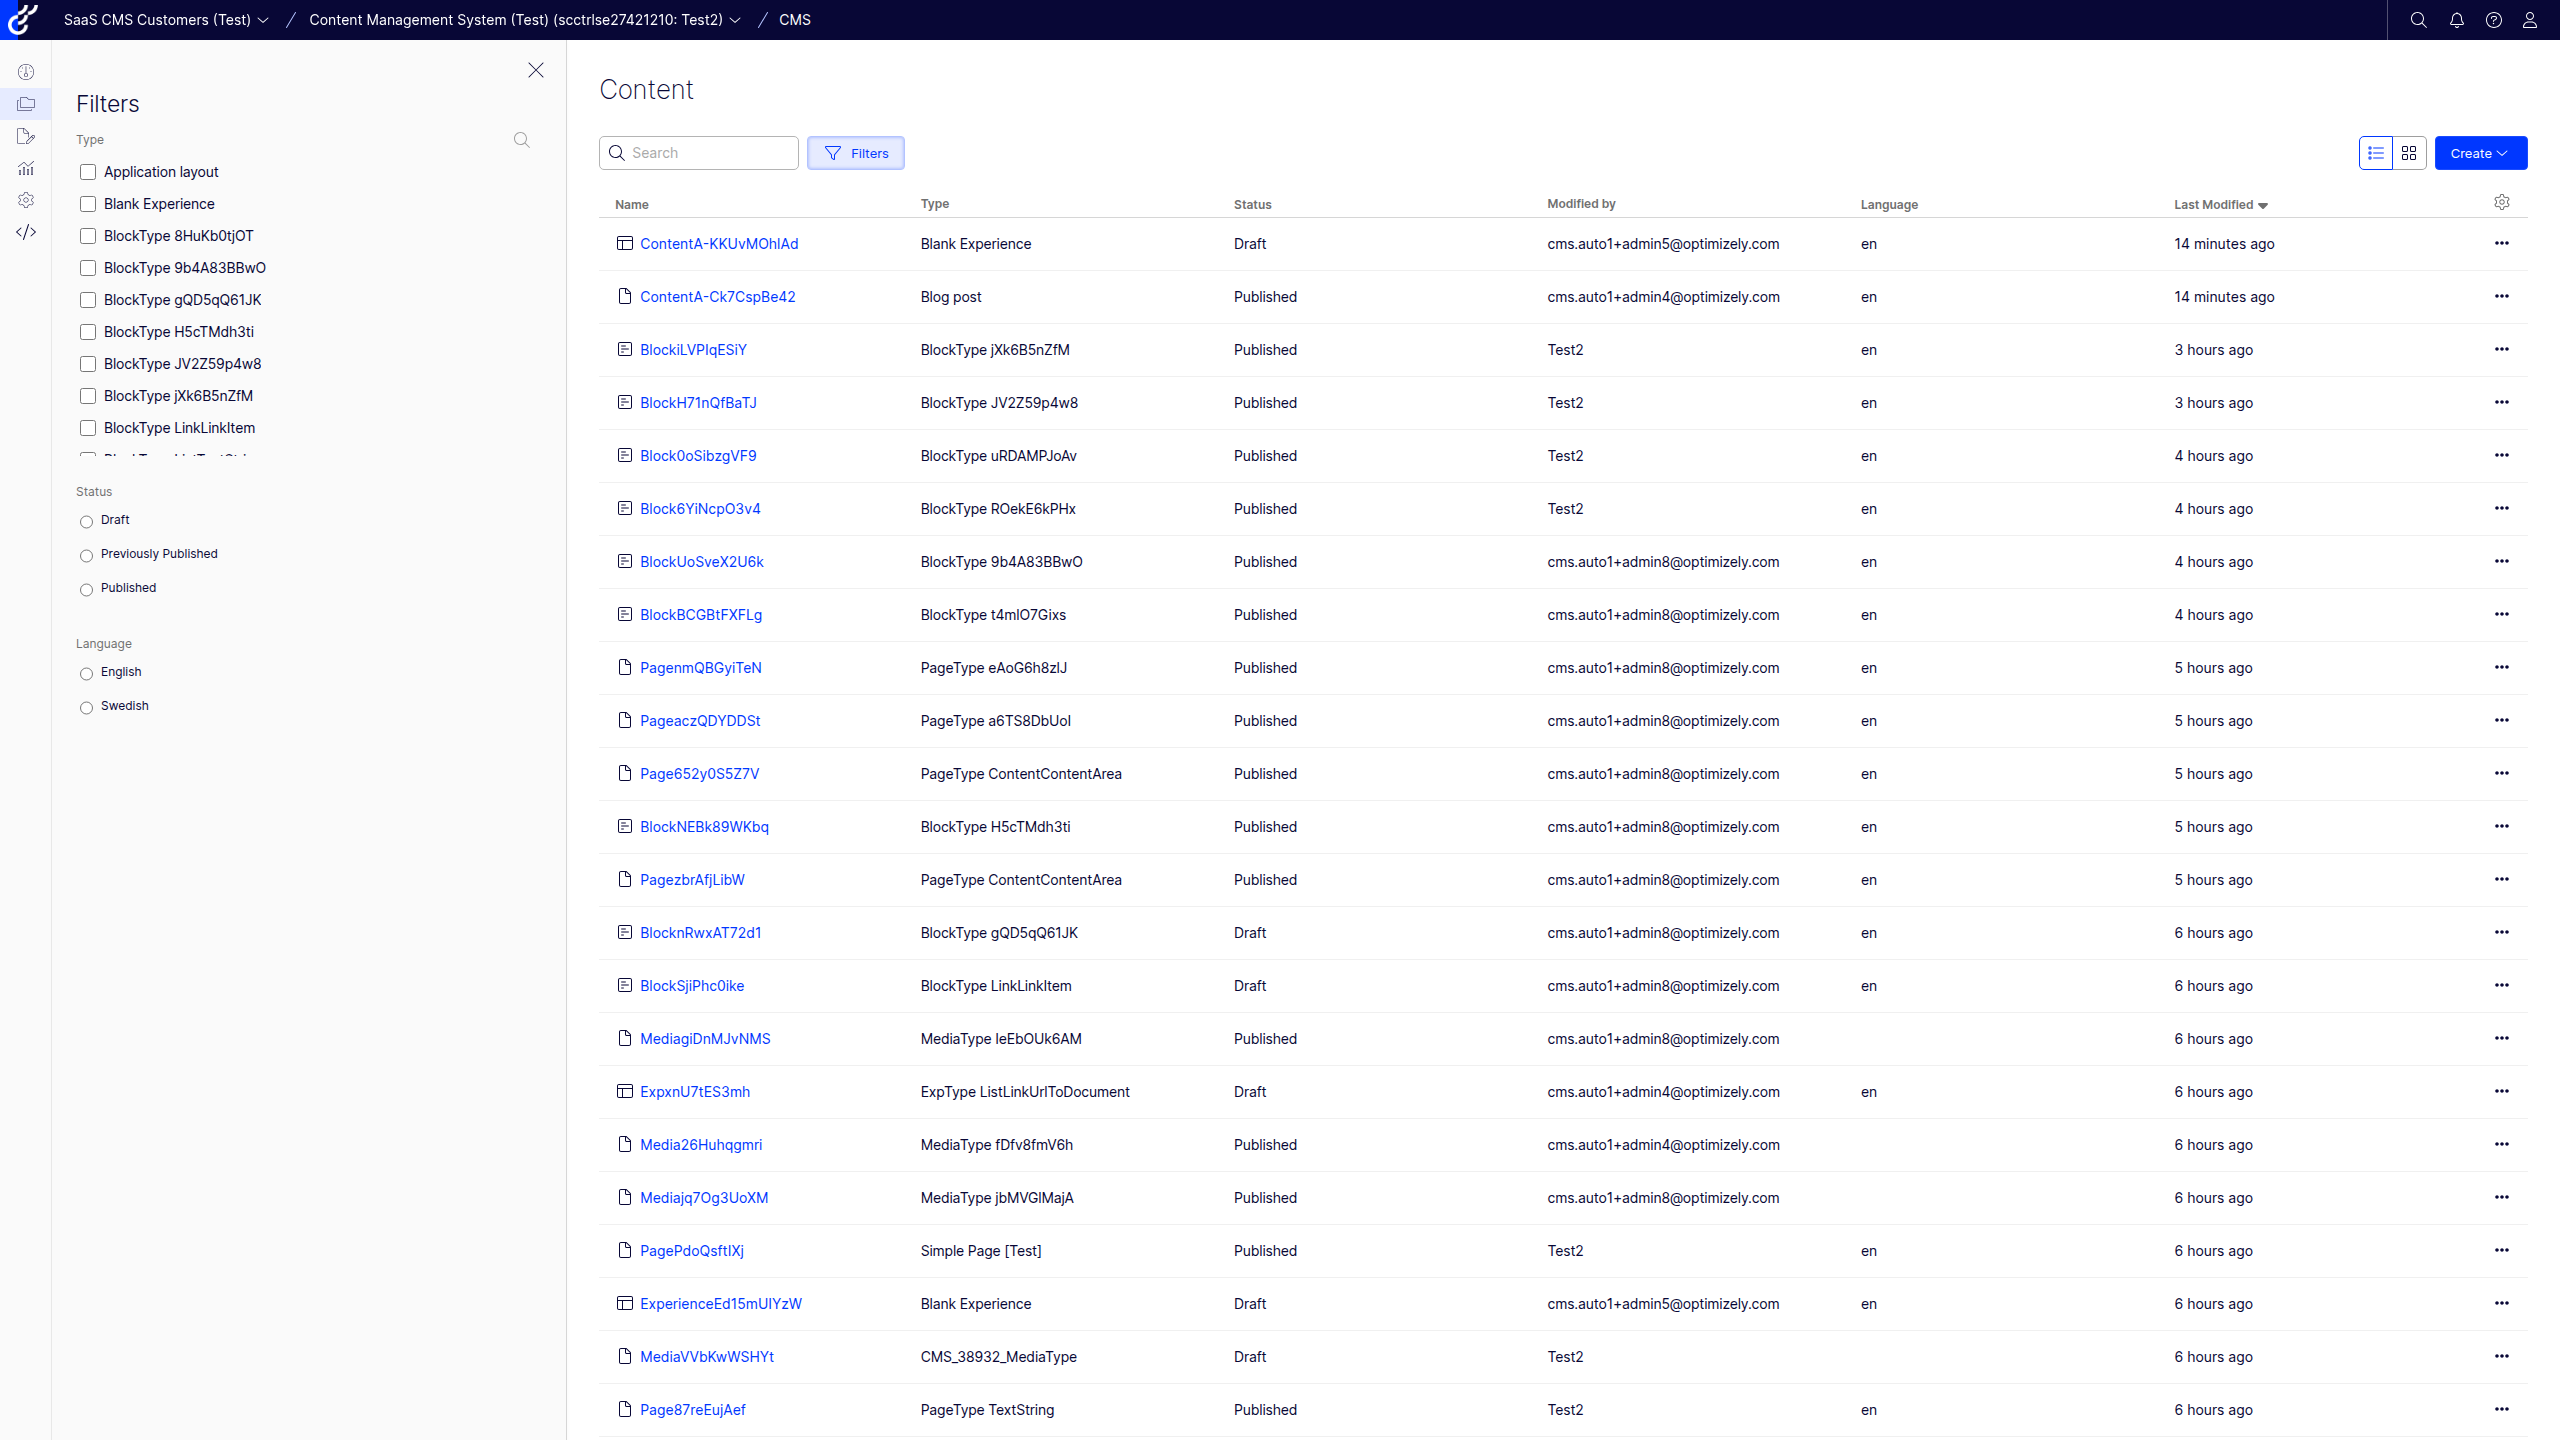 SaaS CMS Customers (Test) / Content Management System (Test) (scctrlse27421210: Test2) / CMS
Filters
Type
Application layout
Blank Experience
BlockType 8HuKb0tjOT
BlockType 9b4A83BBwO
BlockType gQD5qQ61JK
BlockType H5cTMdh3ti
BlockType JV2Z59p4w8
BlockType jXk6B5nZfM
BlockType LinkLinkItem
Status
Draft
Previously Published
Published
Language
English
Swedish
Content
Search
Filters
Create
Name Type Status Modified by Language Last Modified
ContentA-KKUvMOhlAd Blank Experience Draft cms.auto1+admin5@optimizely.com en 14 minutes ago
ContentA-Ck7CspBe42 Blog post Published cms.auto1+admin4@optimizely.com en 14 minutes ago
BlockiLVPlqESiY BlockType jXk6B5nZfM Published Test2 en 3 hours ago
BlockH71nQfBaTJ BlockType JV2Z59p4w8 Published Test2 en 3 hours ago
Block0oSibzgVF9 BlockType uRDAMPJoAv Published Test2 en 4 hours ago
Block6YiNcpO3v4 BlockType ROekE6kPHx Published Test2 en 4 hours ago
BlockUoSveX2U6k BlockType 9b4A83BBwO Published cms.auto1+admin8@optimizely.com en 4 hours ago
BlockBCGBtFXFLg BlockType t4mlO7Gixs Published cms.auto1+admin8@optimizely.com en 4 hours ago
PagenmQBGyiTeN PageType eAoG6h8zlJ Published cms.auto1+admin8@optimizely.com en 5 hours ago
PageaczQDYDDSt PageType a6TS8DbUol Published cms.auto1+admin8@optimizely.com en 5 hours ago
Page652y0S5Z7V PageType ContentContentArea Published cms.auto1+admin8@optimizely.com en 5 hours ago
BlockNEBk89WKbq BlockType H5cTMdh3ti Published cms.auto1+admin8@optimizely.com en 5 hours ago
PagezbrAfjLibW PageType ContentContentArea Published cms.auto1+admin8@optimizely.com en 5 hours ago
BlocknRwxAT72d1 BlockType gQD5qQ61JK Draft cms.auto1+admin8@optimizely.com en 6 hours ago
BlockSjiPhc0ike BlockType LinkLinkItem Draft cms.auto1+admin8@optimizely.com en 6 hours ago
MediagiDnMJvNMS MediaType IeEbOUk6AM Published cms.auto1+admin8@optimizely.com 6 hours ago
ExpxnU7tES3mh ExpType ListLinkUrlToDocument Draft cms.auto1+admin4@optimizely.com en 6 hours ago
Media26Huhqgmri MediaType fDfv8fmV6h Published cms.auto1+admin4@optimizely.com 6 hours ago
Mediajq7Og3UoXM MediaType jbMVGlMajA Published cms.auto1+admin8@optimizely.com 6 hours ago
PagePdoQsftIXj Simple Page [Test] Published Test2 en 6 hours ago
ExperienceEd15mUIYzW Blank Experience Draft cms.auto1+admin5@optimizely.com en 6 hours ago
MediaVVbKwWSHYt CMS_38932_MediaType Draft Test2 6 hours ago
Page87reEujAef PageType TextString Published Test2 en 6 hours ago